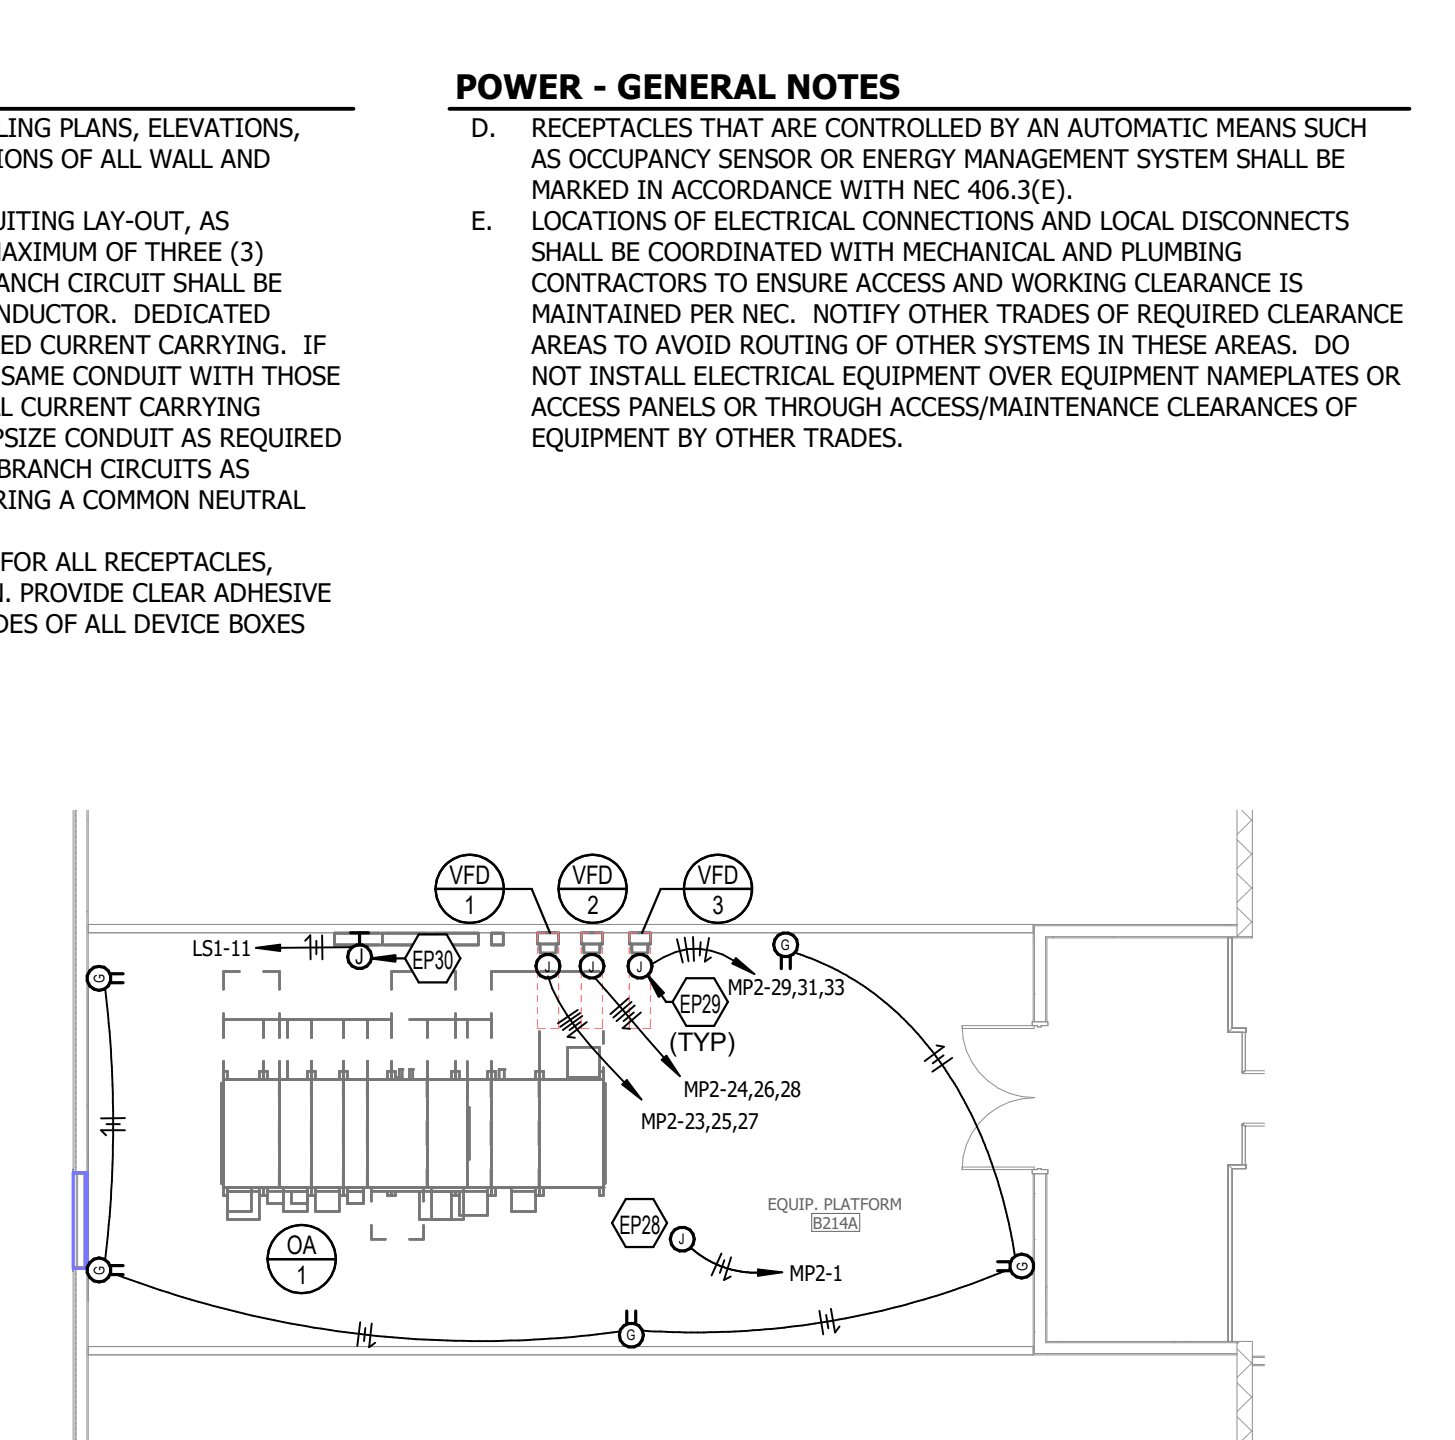 POWER - GENERAL NOTES
LING PLANS, ELEVATIONS,
IONS OF ALL WALL AND
UITING LAY-OUT, AS
MAXIMUM OF THREE (3)
ANCH CIRCUIT SHALL BE
NDUCTOR.  DEDICATED
ED CURRENT CARRYING.  IF
SAME CONDUIT WITH THOSE
L CURRENT CARRYING
PSIZE CONDUIT AS REQUIRED
BRANCH CIRCUITS AS
RING A COMMON NEUTRAL
FOR ALL RECEPTACLES,
N. PROVIDE CLEAR ADHESIVE
DES OF ALL DEVICE BOXES
D. RECEPTACLES THAT ARE CONTROLLED BY AN AUTOMATIC MEANS SUCH
AS OCCUPANCY SENSOR OR ENERGY MANAGEMENT SYSTEM SHALL BE
MARKED IN ACCORDANCE WITH NEC 406.3(E).
E. LOCATIONS OF ELECTRICAL CONNECTIONS AND LOCAL DISCONNECTS
SHALL BE COORDINATED WITH MECHANICAL AND PLUMBING
CONTRACTORS TO ENSURE ACCESS AND WORKING CLEARANCE IS
MAINTAINED PER NEC.  NOTIFY OTHER TRADES OF REQUIRED CLEARANCE
AREAS TO AVOID ROUTING OF OTHER SYSTEMS IN THESE AREAS.  DO
NOT INSTALL ELECTRICAL EQUIPMENT OVER EQUIPMENT NAMEPLATES OR
ACCESS PANELS OR THROUGH ACCESS/MAINTENANCE CLEARANCES OF
EQUIPMENT BY OTHER TRADES.
VFD
1
VFD
2
VFD
3
LS1-11
J
EP30
J
J
J
G
G
MP2-29,31,33
EP29
(TYP)
MP2-24,26,28
MP2-23,25,27
EQUIP. PLATFORM
B214A
EP28
J
OA
1
G
MP2-1
G
G